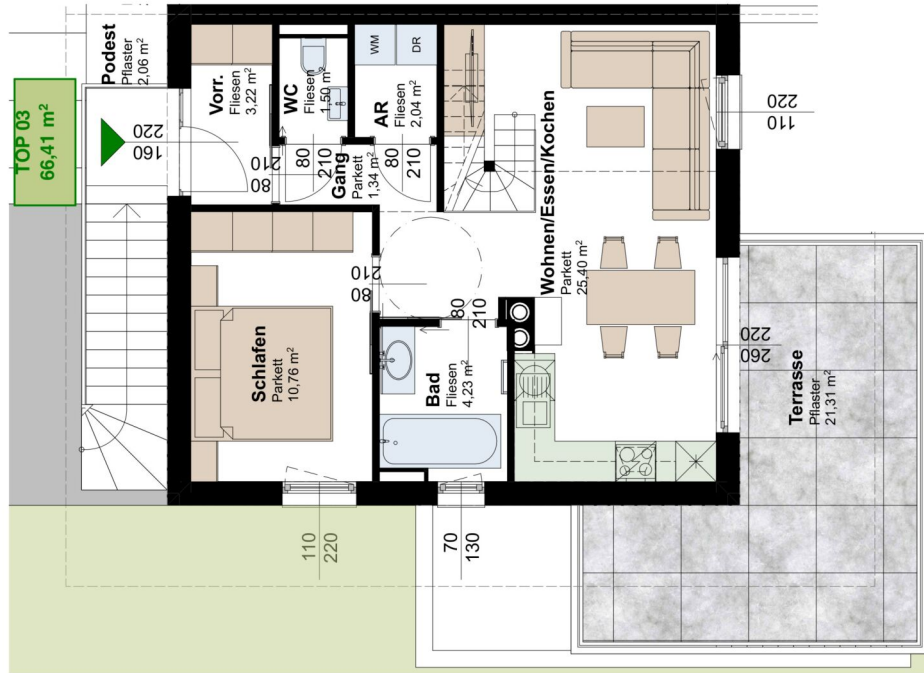 TOP 03
66,41 m²
Podest
Pflaster
2,06 m²
220
160
Vorr.
Fliesen
3,22 m²
210
80
WC
Fliesen
1,50 m²
80
210
WM
DR
AR
Fliesen
2,04 m²
80
210
Gang
Parkett
1,34 m²
Wohnen/Essen/Kochen
Parkett
25,40 m²
220
110
Schlafen
Parkett
10,76 m²
210
80
80
210
Bad
Fliesen
4,23 m²
220
260
Terrasse
Pflaster
21,31 m²
110
220
70
130